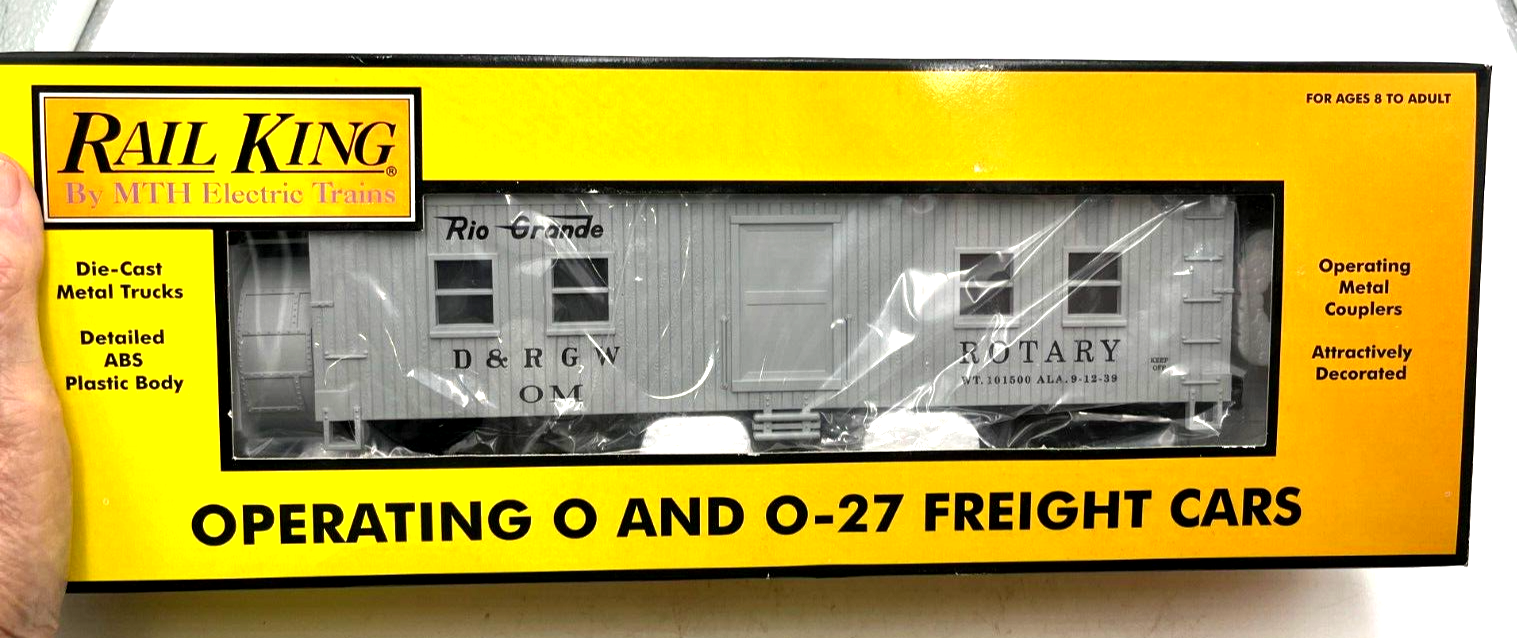 RAIL KING®
By MTH Electric Trains
FOR AGES 8 TO ADULT
Die-Cast
Metal Trucks
Detailed
ABS
Plastic Body
Rio Grande
D & R G W
OM
ROTARY
WT. 101500 ALA. 9-12-39
KEEP
OFF
Operating
Metal
Couplers
Attractively
Decorated
OPERATING O AND O-27 FREIGHT CARS